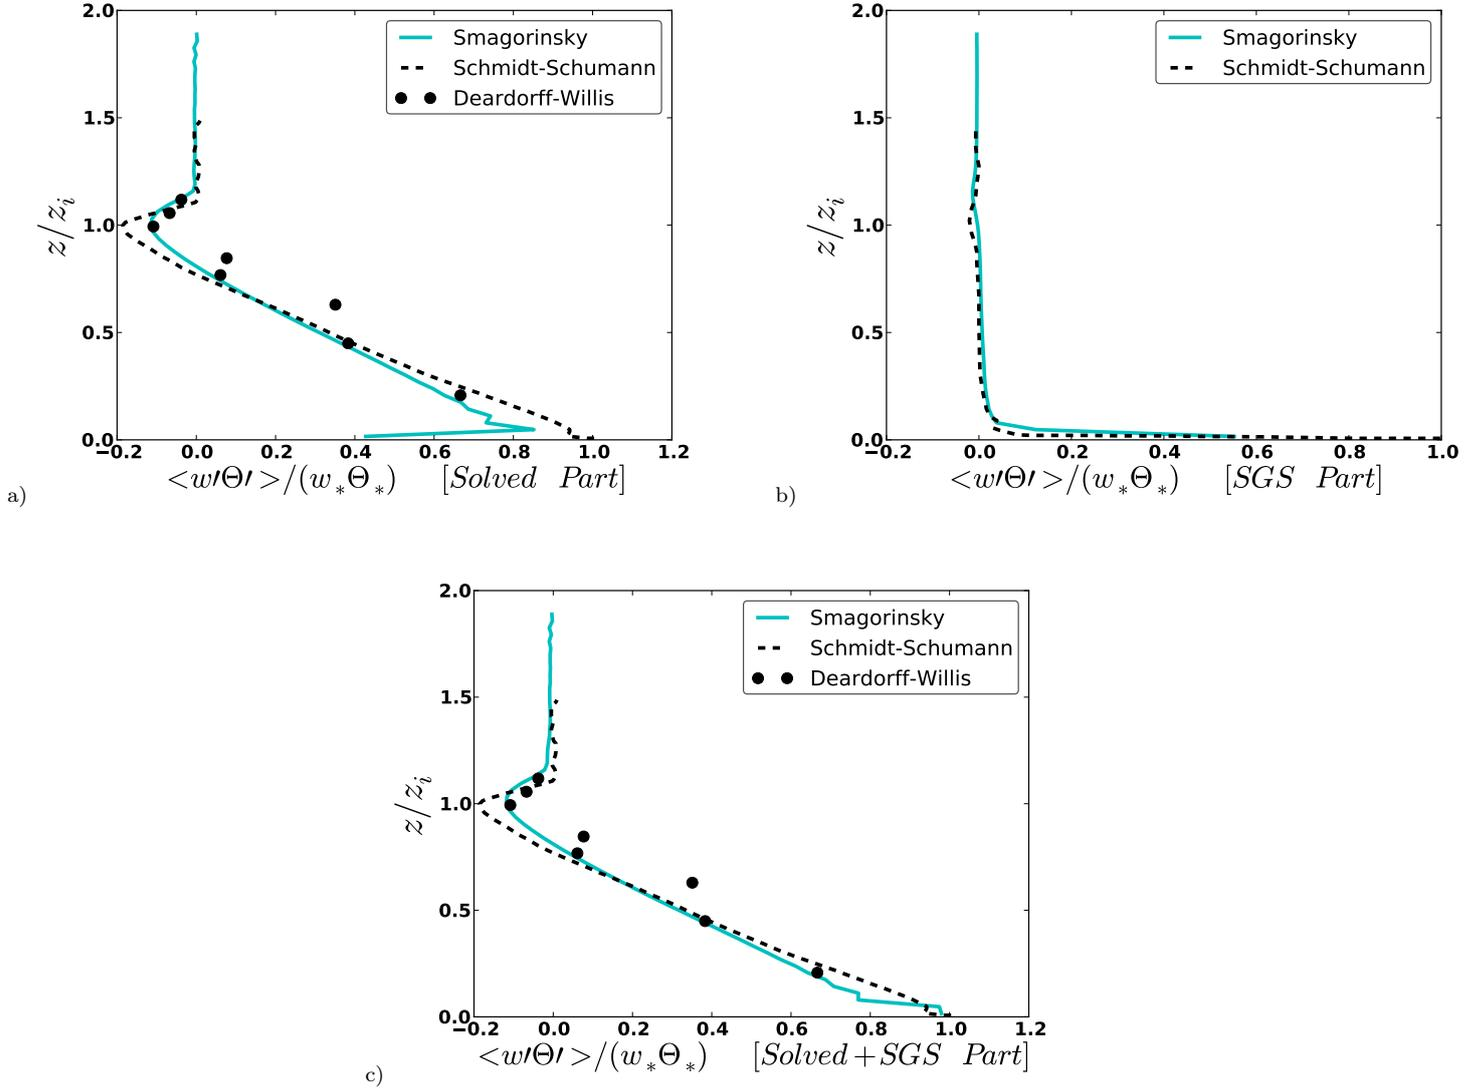 2.0
Smagorinsky
Schmidt-Schumann
Deardorff-Willis
1.5
z/z_i
1.0
0.5
0.0
−0.2 0.0 0.2 0.4 0.6 0.8 1.0 1.2
<w′Θ′>/(w_*Θ_*) [Solved Part]
a)
2.0
Smagorinsky
Schmidt-Schumann
1.5
z/z_i
1.0
0.5
0.0
−0.2 0.0 0.2 0.4 0.6 0.8 1.0
<w′Θ′>/(w_*Θ_*) [SGS Part]
b)
2.0
Smagorinsky
Schmidt-Schumann
Deardorff-Willis
1.5
z/z_i
1.0
0.5
0.0
−0.2 0.0 0.2 0.4 0.6 0.8 1.0 1.2
<w′Θ′>/(w_*Θ_*) [Solved+SGS Part]
c)